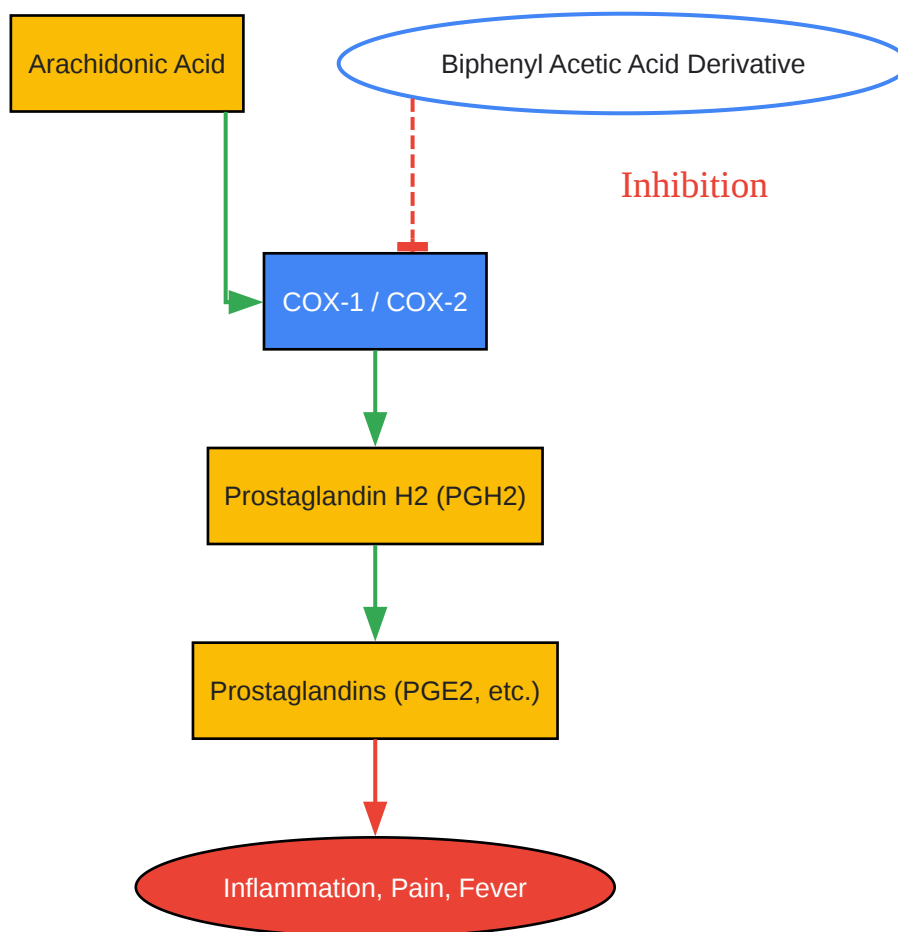 Arachidonic Acid
Biphenyl Acetic Acid Derivative
Inhibition
COX-1 / COX-2
Prostaglandin H2 (PGH2)
Prostaglandins (PGE2, etc.)
Inflammation, Pain, Fever